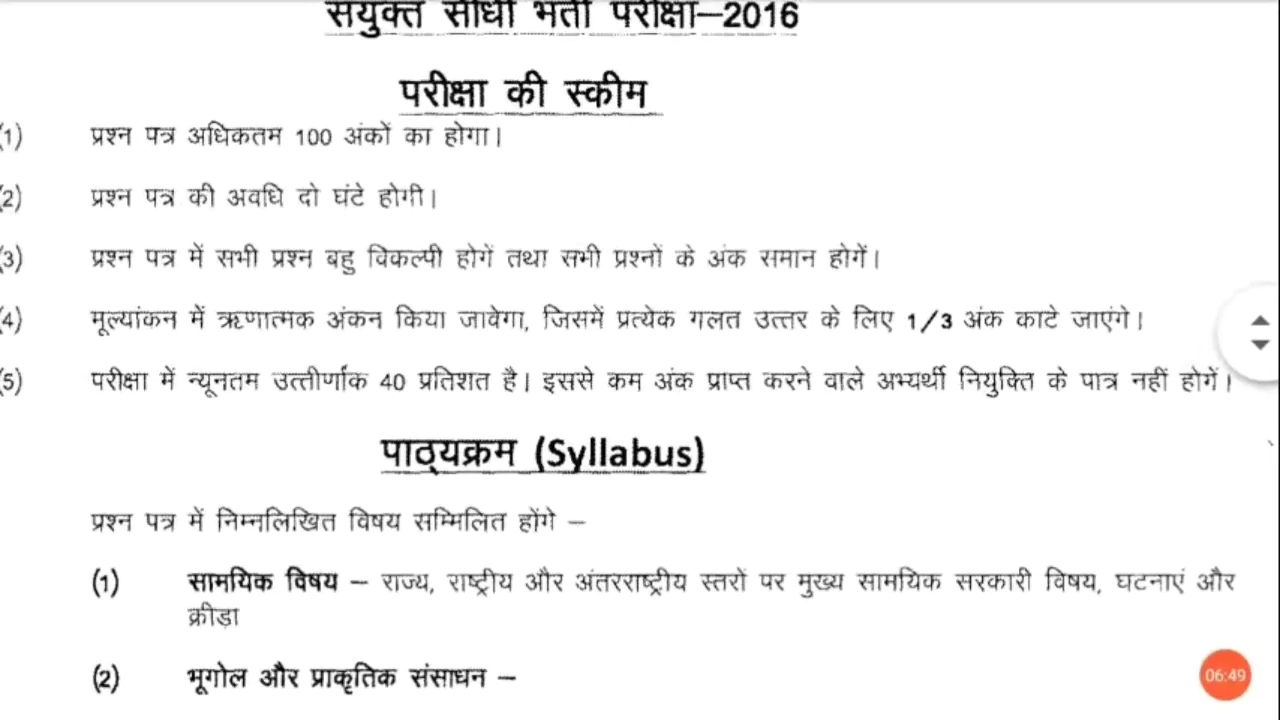 संयुक्त सीधी भर्ती परीक्षा–2016
परीक्षा की स्कीम
(1) प्रश्न पत्र अधिकतम 100 अंकों का होगा।
(2) प्रश्न पत्र की अवधि दो घंटे होगी।
(3) प्रश्न पत्र में सभी प्रश्न बहु विकल्पी होगें तथा सभी प्रश्नों के अंक समान होगें।
(4) मूल्यांकन में ऋणात्मक अंकन किया जावेगा, जिसमें प्रत्येक गलत उत्तर के लिए 1/3 अंक काटे जाएंगे।
(5) परीक्षा में न्यूनतम उत्तीर्णांक 40 प्रतिशत है। इससे कम अंक प्राप्त करने वाले अभ्यर्थी नियुक्ति के पात्र नहीं होगें।
पाठ्यक्रम (Syllabus)
प्रश्न पत्र में निम्नलिखित विषय सम्मिलित होंगे –
(1) सामयिक विषय – राज्य, राष्ट्रीय और अंतरराष्ट्रीय स्तरों पर मुख्य सामयिक सरकारी विषय, घटनाएं और
क्रीड़ा
(2) भूगोल और प्राकृतिक संसाधन –
06:49